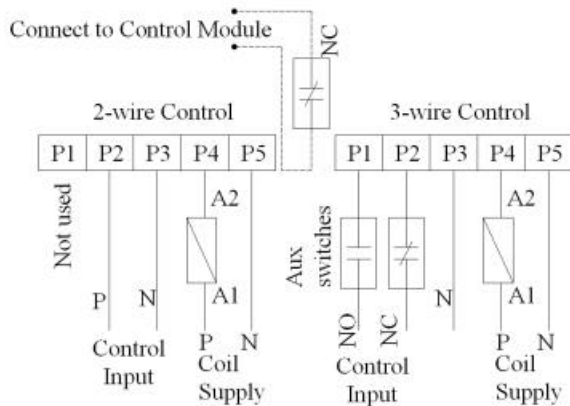 Connect to Control Module
NC
2-wire Control
P1 P2 P3 P4 P5
Not used
P
N
A2
A1
P N
Control
Input
Coil
Supply
3-wire Control
P1 P2 P3 P4 P5
Aux
switches
NO
NC
N
A2
A1
P N
Control
Input
Coil
Supply